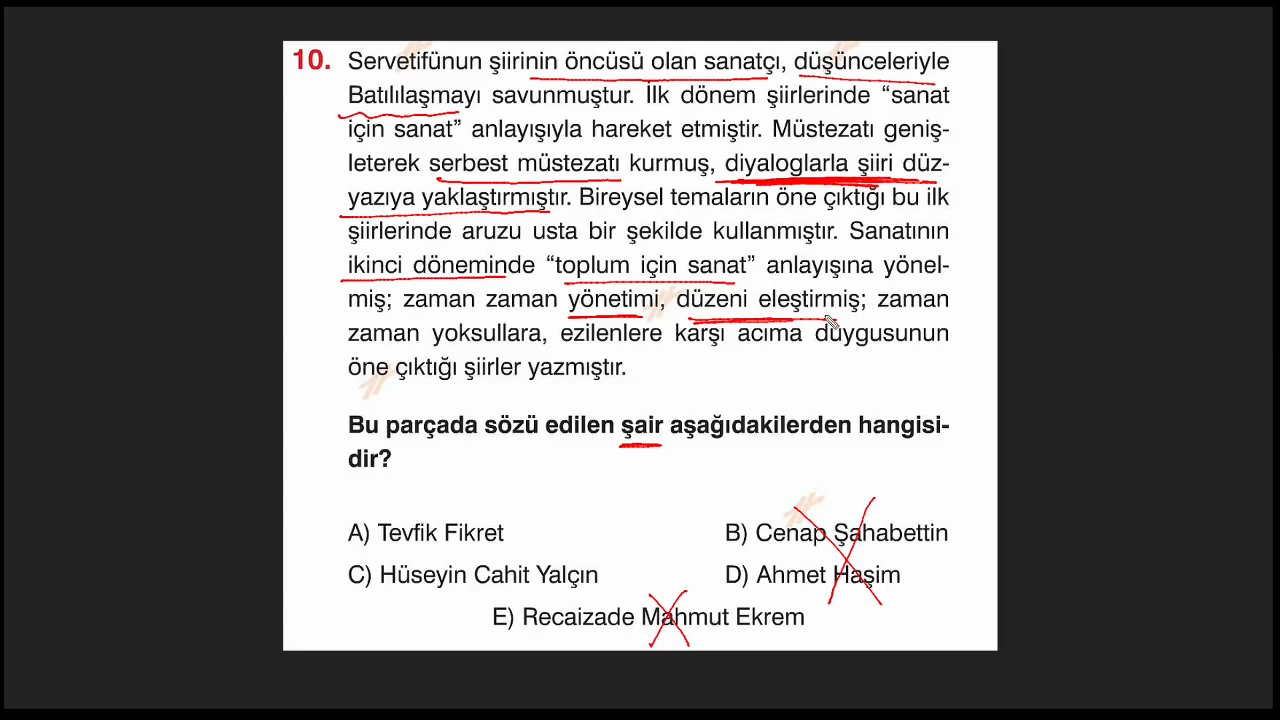 10. Servetifünun şiirinin öncüsü olan sanatçı, düşünceleriyle
Batılılaşmayı savunmuştur. İlk dönem şiirlerinde “sanat
için sanat” anlayışıyla hareket etmiştir. Müstezatı geniş-
leterek serbest müstezatı kurmuş, diyaloglarla şiiri düz-
yazıya yaklaştırmıştır. Bireysel temaların öne çıktığı bu ilk
şiirlerinde aruzu usta bir şekilde kullanmıştır. Sanatının
ikinci döneminde “toplum için sanat” anlayışına yönel-
miş; zaman zaman yönetimi, düzeni eleştirmiş; zaman
zaman yoksullara, ezilenlere karşı acıma duygusunun
öne çıktığı şiirler yazmıştır.
Bu parçada sözü edilen şair aşağıdakilerden hangisi-
dir?
A) Tevfik Fikret B) Cenap Şahabettin
C) Hüseyin Cahit Yalçın D) Ahmet Haşim
E) Recaizade Mahmut Ekrem